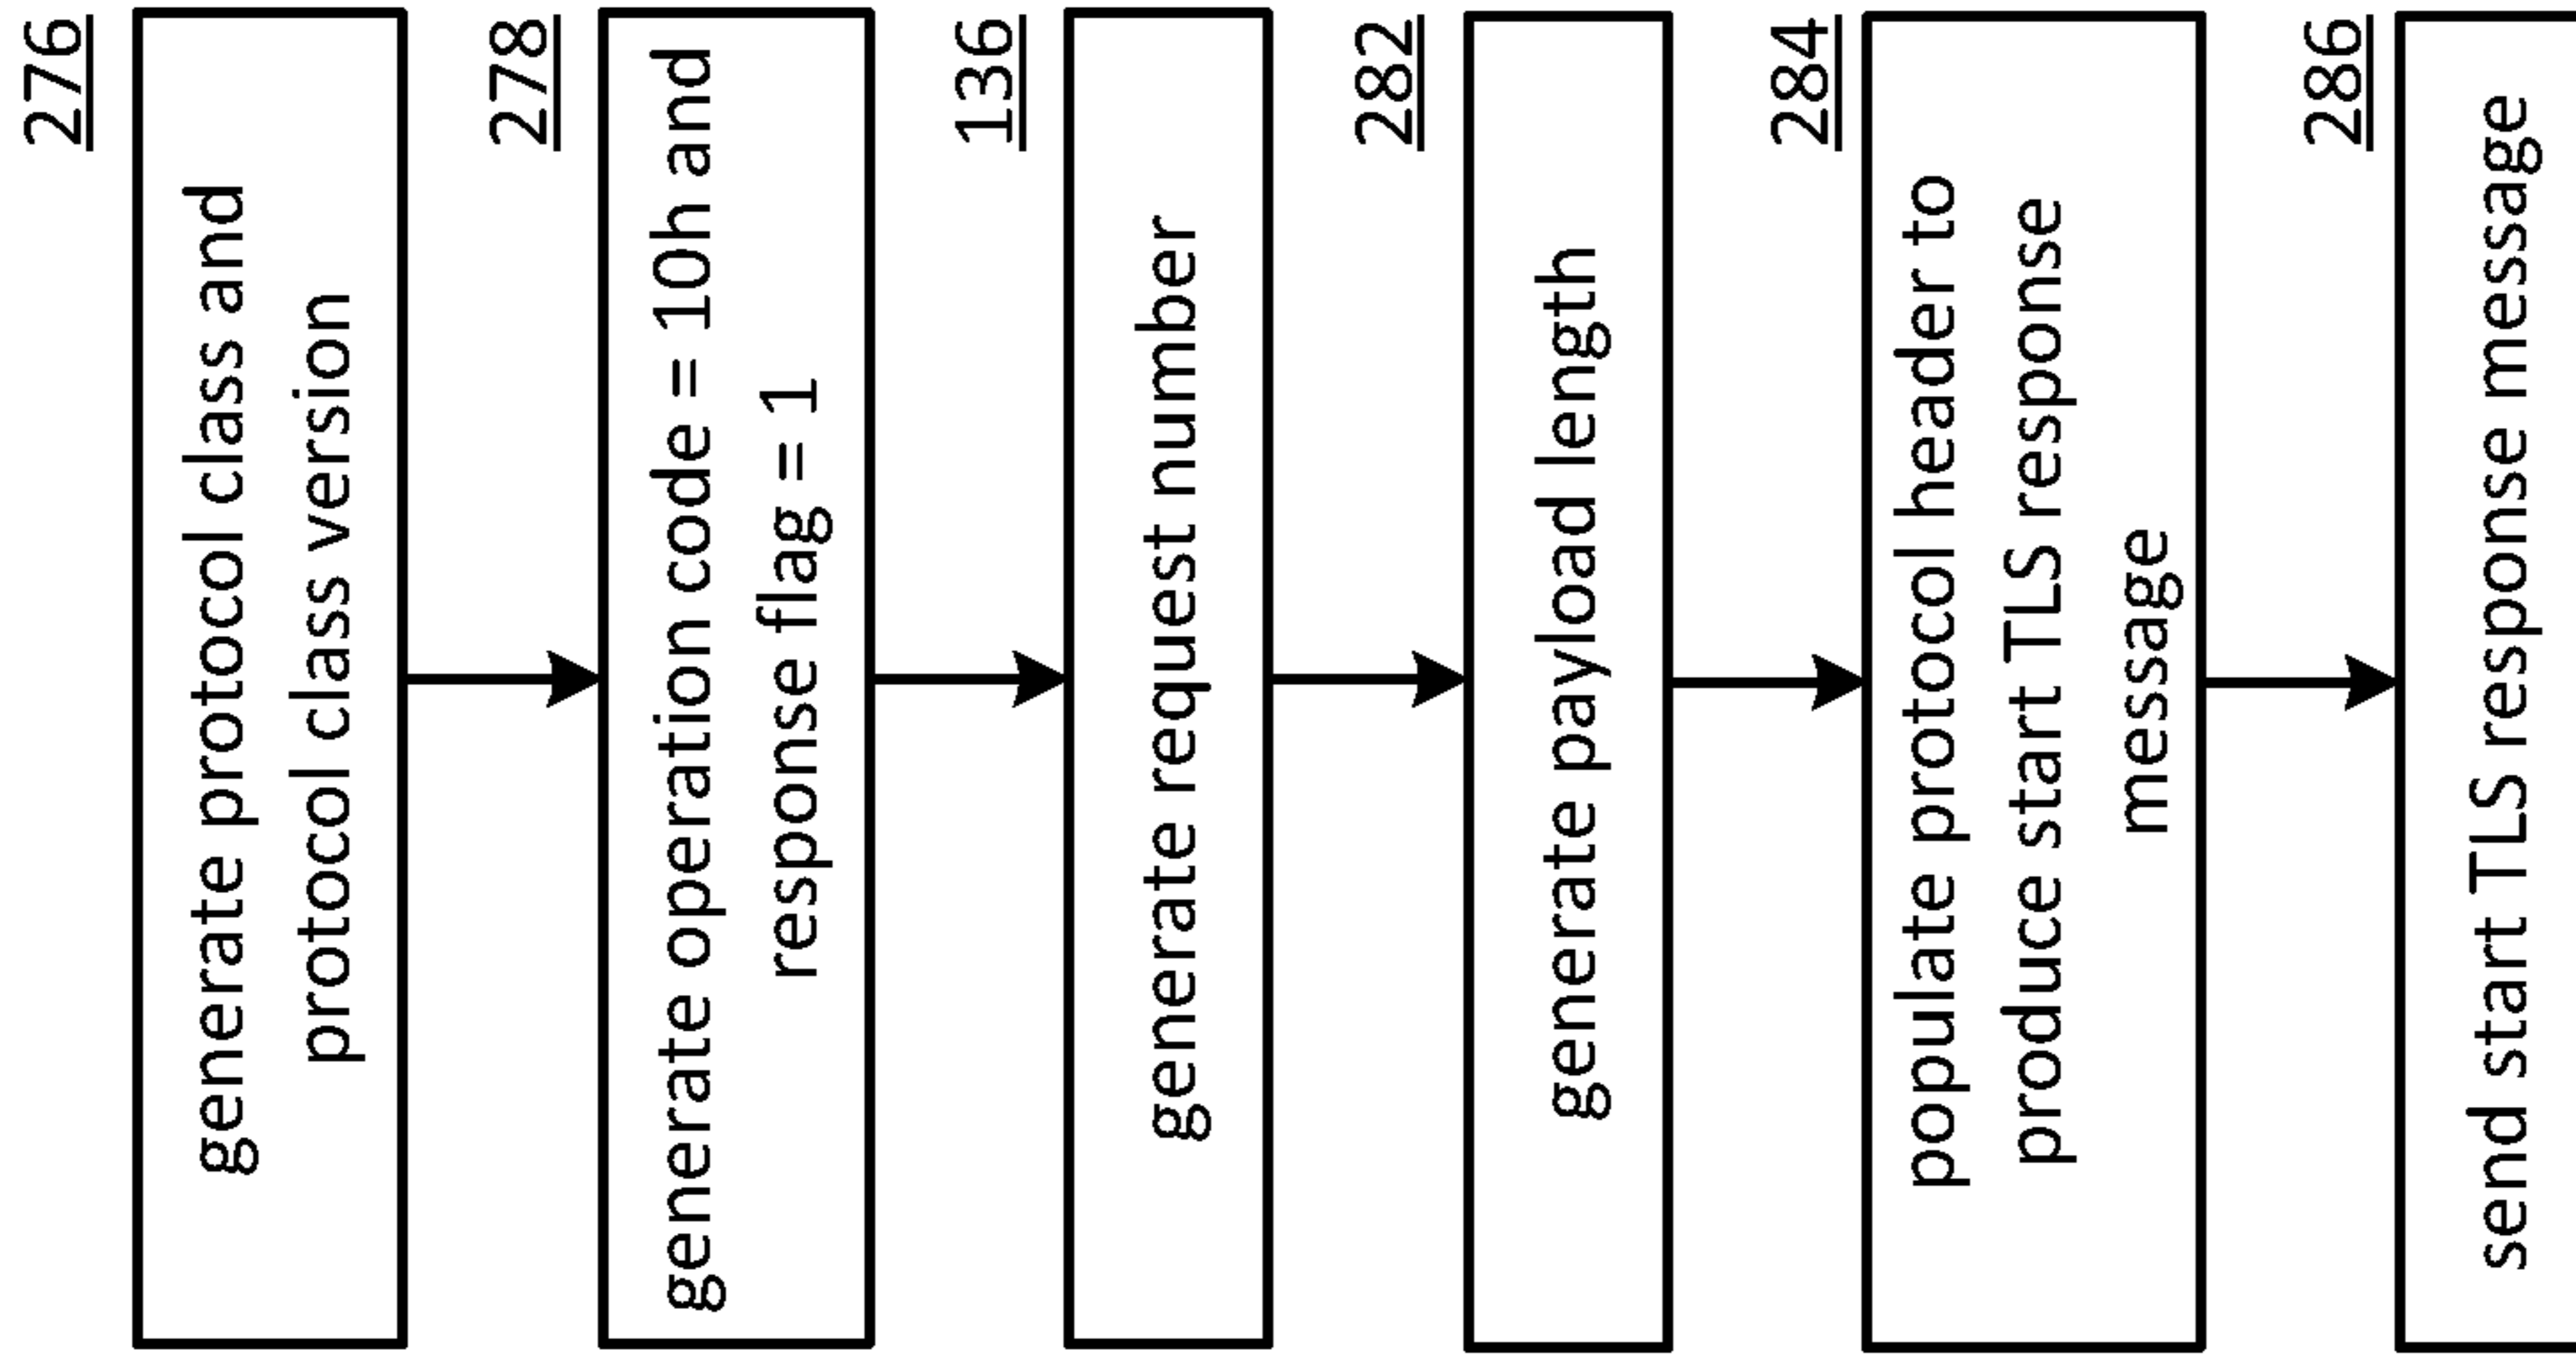 276
generate protocol class and
protocol class version
278
generate operation code = 10h and
response flag = 1
136
generate request number
282
generate payload length
284
populate protocol header to
produce start TLS response
message
286
send start TLS response message